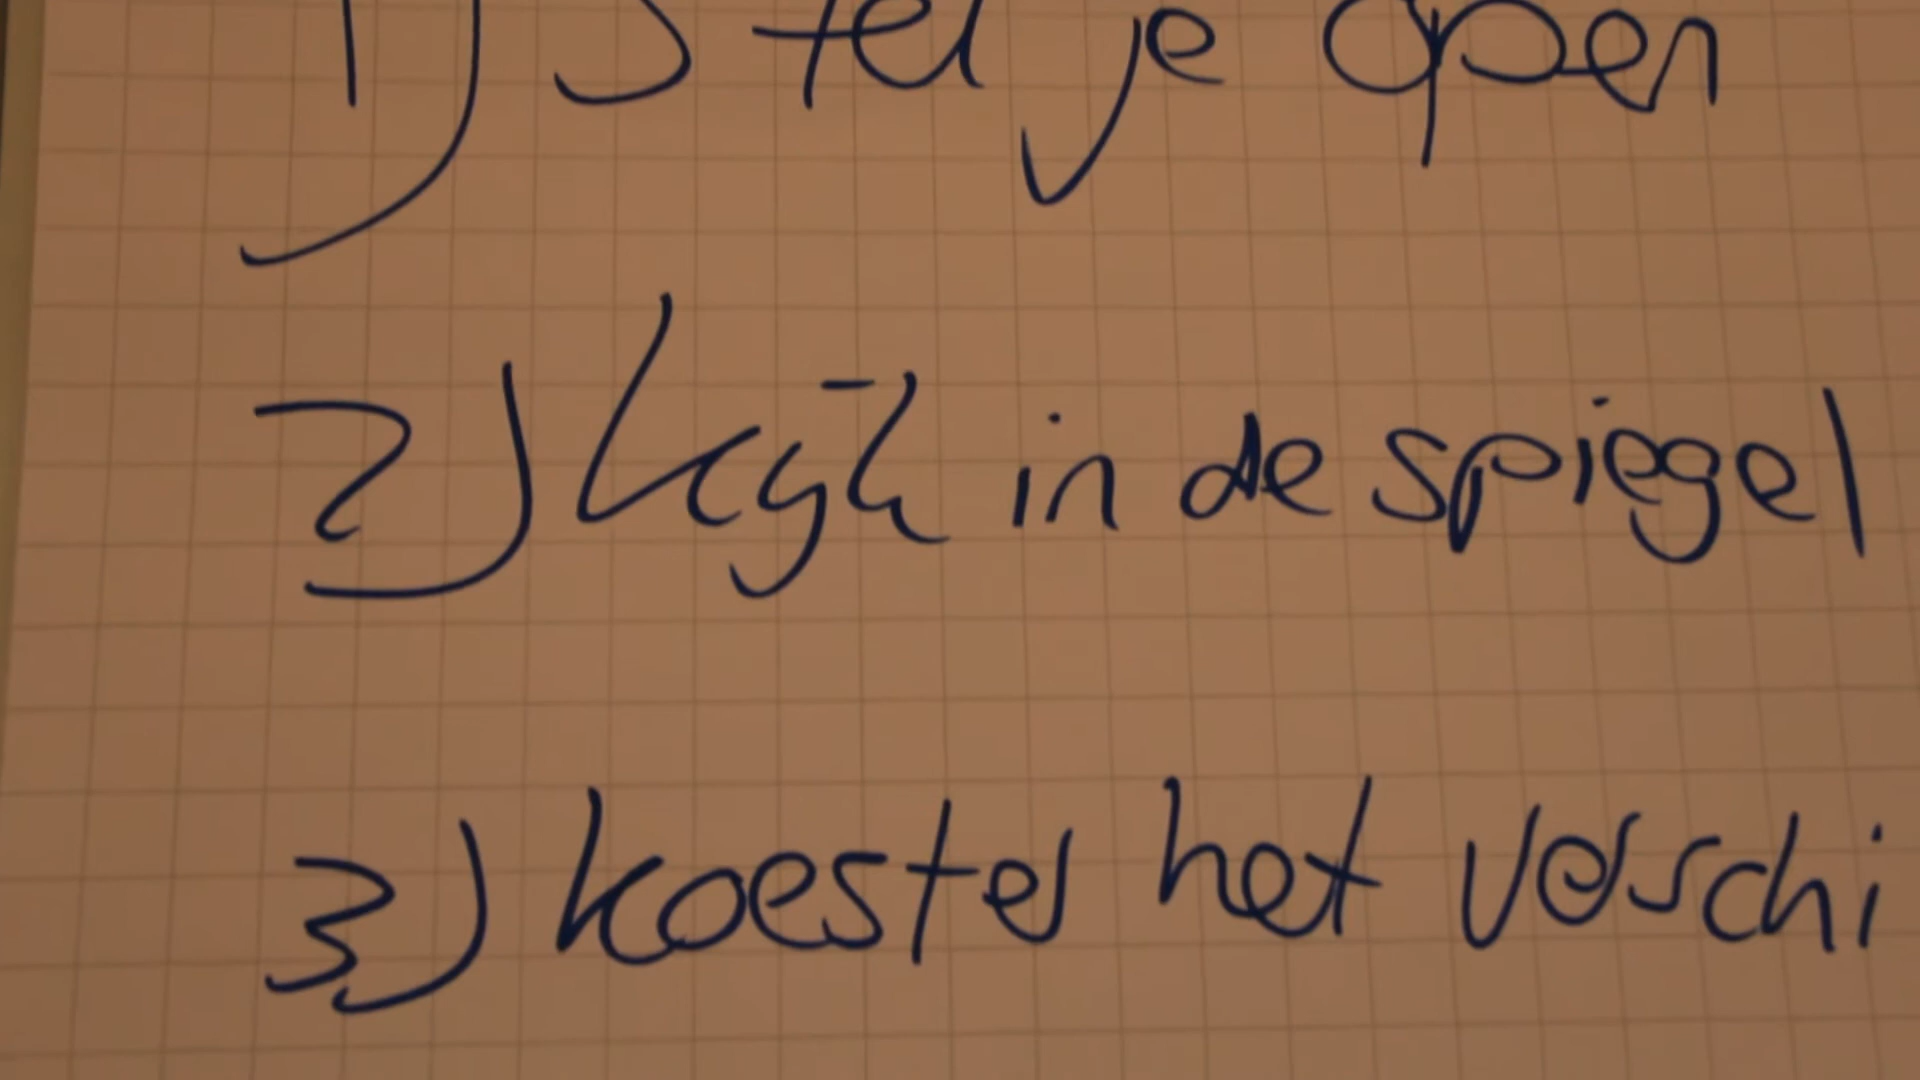 1) Stel je open
2) kijk in de spiegel
3) koester het verschi